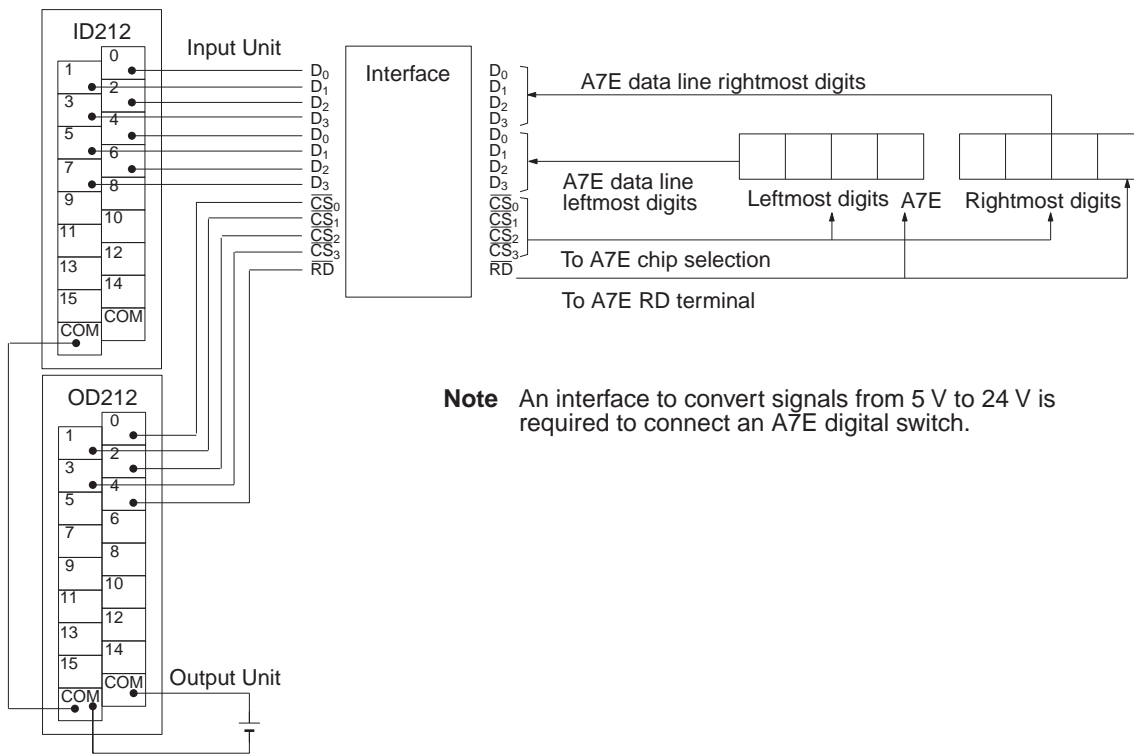 ID212
Input Unit
0
1
2
3
4
5
6
7
8
9
10
11
12
13
14
15
COM
COM
D0
D1
D2
D3
D0
D1
D2
D3
CS0
CS1
CS2
CS3
RD
Interface
D0
D1
D2
D3
D0
D1
D2
D3
CS0
CS1
CS2
CS3
RD
A7E data line rightmost digits
A7E data line
leftmost digits
Leftmost digits A7E Rightmost digits
To A7E chip selection
To A7E RD terminal
Note An interface to convert signals from 5 V to 24 V is
required to connect an A7E digital switch.
OD212
0
1
2
3
4
5
6
7
8
9
10
11
12
13
14
15
COM
COM
Output Unit